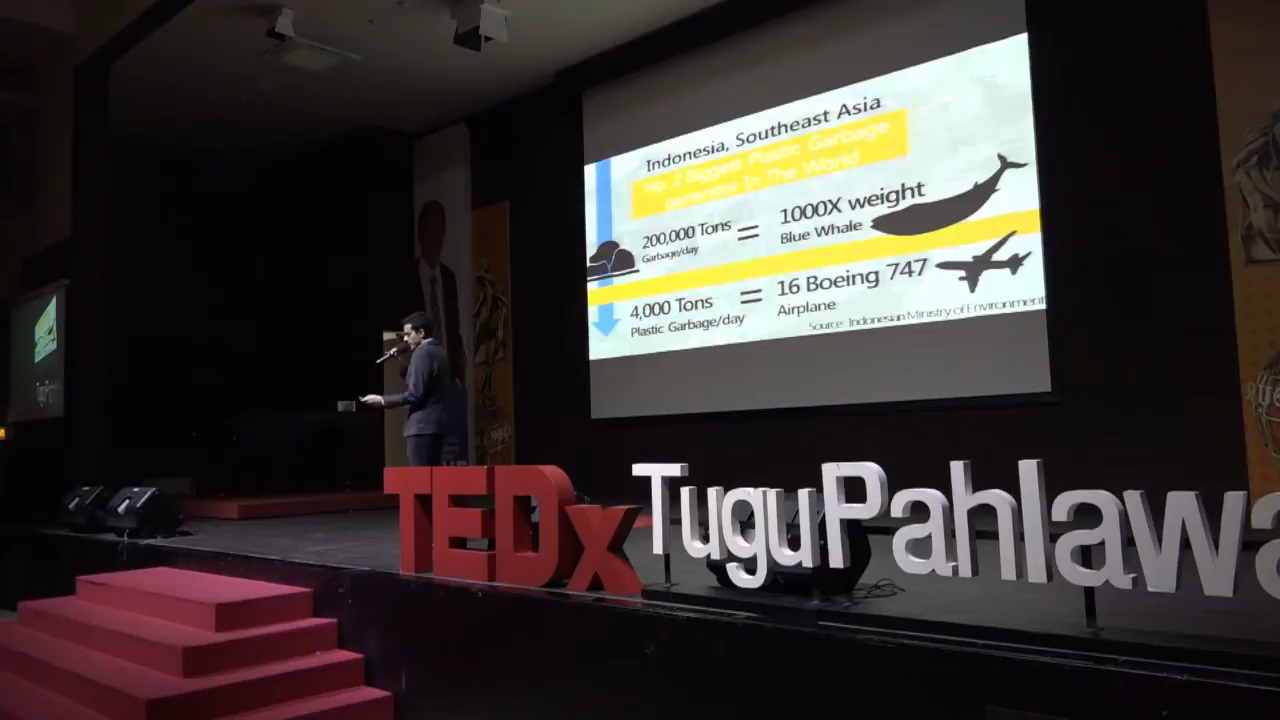 Indonesia, Southeast Asia
No. 2 Biggest Plastic Garbage
generator In The World
200,000 Tons = 1000X weight
Garbage/day Blue Whale
4,000 Tons = 16 Boeing 747
Plastic Garbage/day Airplane
Source: Indonesian Ministry of Environment
TEDx TuguPahlawa